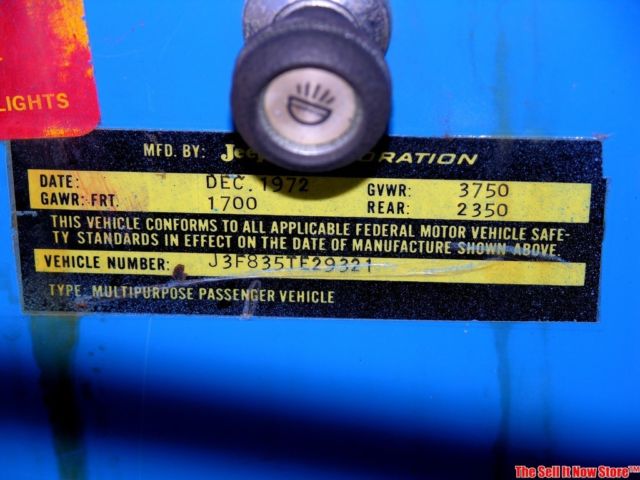 LIGHTS
MFD. BY: Jeep CORPORATION
DATE: DEC. 1972 GVWR: 3750
GAWR: FRT. 1700 REAR: 2350
THIS VEHICLE CONFORMS TO ALL APPLICABLE FEDERAL MOTOR VEHICLE SAFE-
TY STANDARDS IN EFFECT ON THE DATE OF MANUFACTURE SHOWN ABOVE.
VEHICLE NUMBER: J3F835TE29321
TYPE: MULTIPURPOSE PASSENGER VEHICLE
The Sell It Now Store™